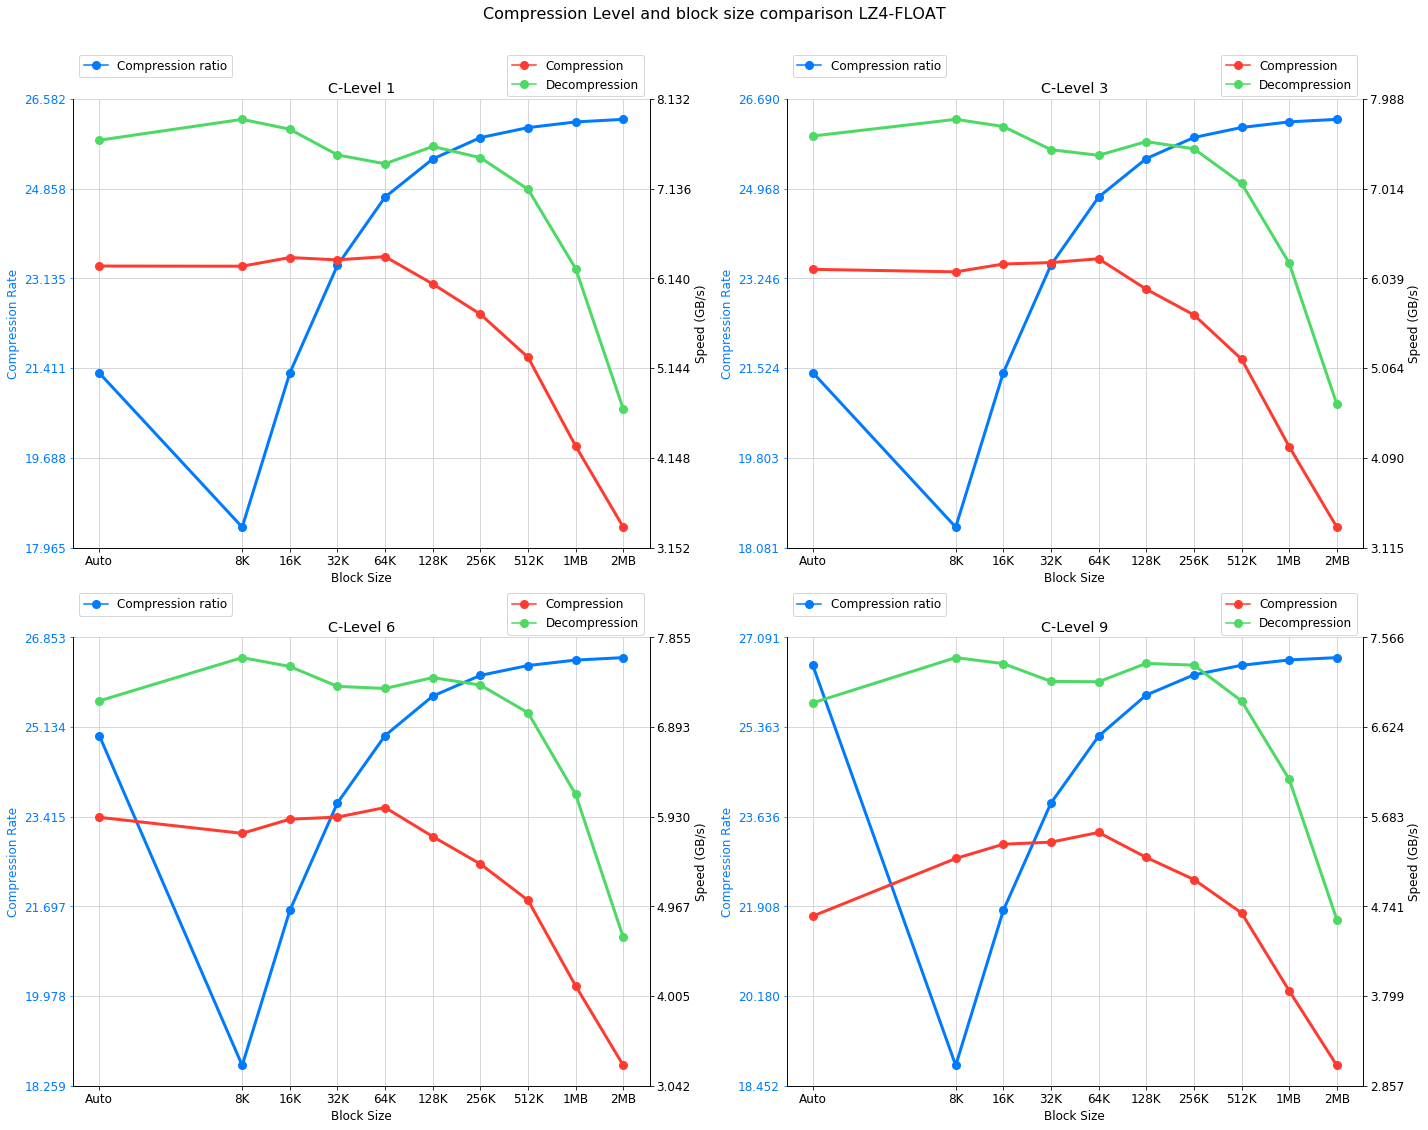 Compression Level and block size comparison LZ4-FLOAT
Compression ratio
Compression
Decompression
C-Level 1
26.582
24.858
23.135
21.411
19.688
17.965
Compression Rate
8.132
7.136
6.140
5.144
4.148
3.152
Speed (GB/s)
Auto 8K 16K 32K 64K 128K 256K 512K 1MB 2MB
Block Size
Compression ratio
Compression
Decompression
C-Level 3
26.690
24.968
23.246
21.524
19.803
18.081
Compression Rate
7.988
7.014
6.039
5.064
4.090
3.115
Speed (GB/s)
Auto 8K 16K 32K 64K 128K 256K 512K 1MB 2MB
Block Size
Compression ratio
Compression
Decompression
C-Level 6
26.853
25.134
23.415
21.697
19.978
18.259
Compression Rate
7.855
6.893
5.930
4.967
4.005
3.042
Speed (GB/s)
Auto 8K 16K 32K 64K 128K 256K 512K 1MB 2MB
Block Size
Compression ratio
Compression
Decompression
C-Level 9
27.091
25.363
23.636
21.908
20.180
18.452
Compression Rate
7.566
6.624
5.683
4.741
3.799
2.857
Speed (GB/s)
Auto 8K 16K 32K 64K 128K 256K 512K 1MB 2MB
Block Size